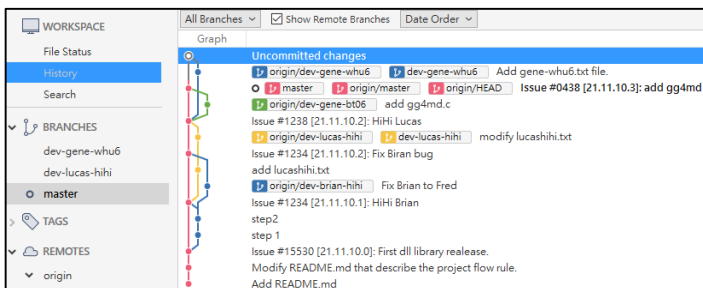 WORKSPACE
File Status
History
Search
BRANCHES
dev-gene-whu6
dev-lucas-hihi
master
TAGS
REMOTES
origin
All Branches Show Remote Branches Date Order
Graph
Uncommitted changes
origin/dev-gene-whu6 dev-gene-whu6 Add gene-whu6.txt file.
master origin/master origin/HEAD Issue #0438 [21.11.10.3]: add gg4md
origin/dev-gene-bt06 add gg4md.c
Issue #1238 [21.11.10.2]: HiHi Lucas
origin/dev-lucas-hihi dev-lucas-hihi modify lucashihi.txt
Issue #1234 [21.11.10.2]: Fix Biran bug
add lucashihi.txt
origin/dev-brian-hihi Fix Brian to Fred
Issue #1234 [21.11.10.1]: HiHi Brian
step2
step 1
Issue #15530 [21.11.10.0]: First dll library realease.
Modify README.md that describe the project flow rule.
Add README.md